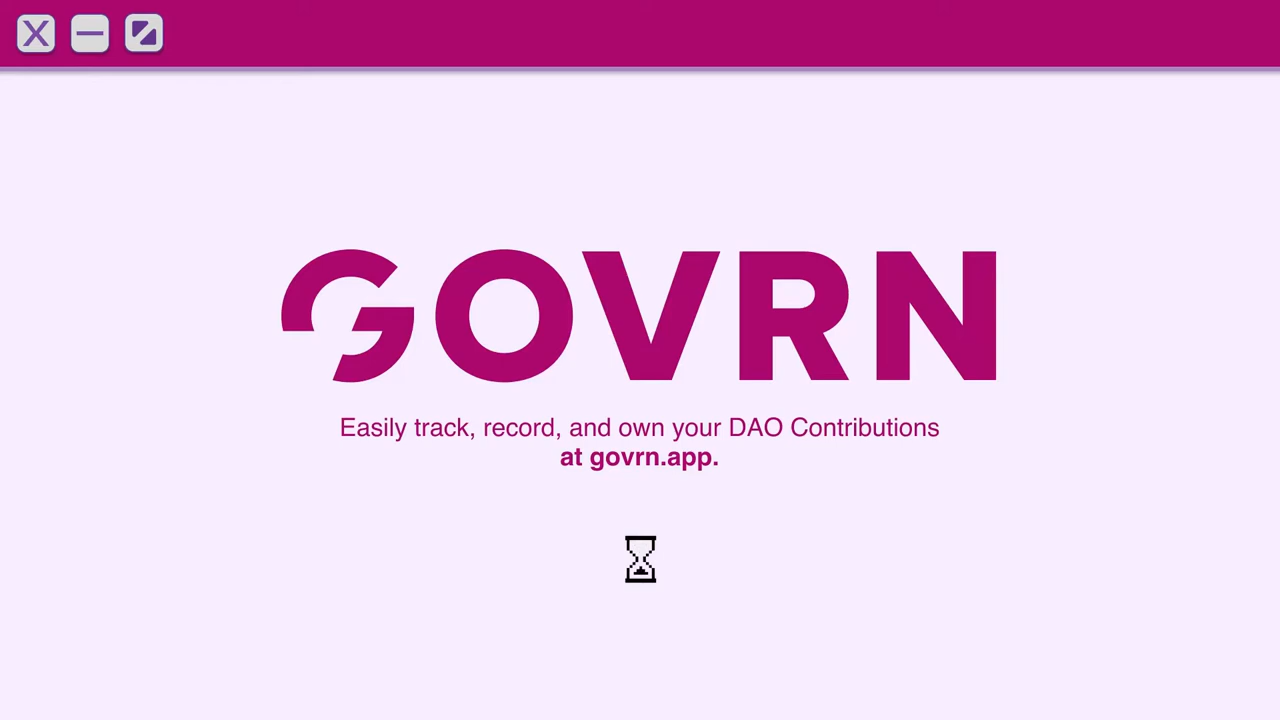 GOVRN
Easily track, record, and own your DAO Contributions
at govrn.app.